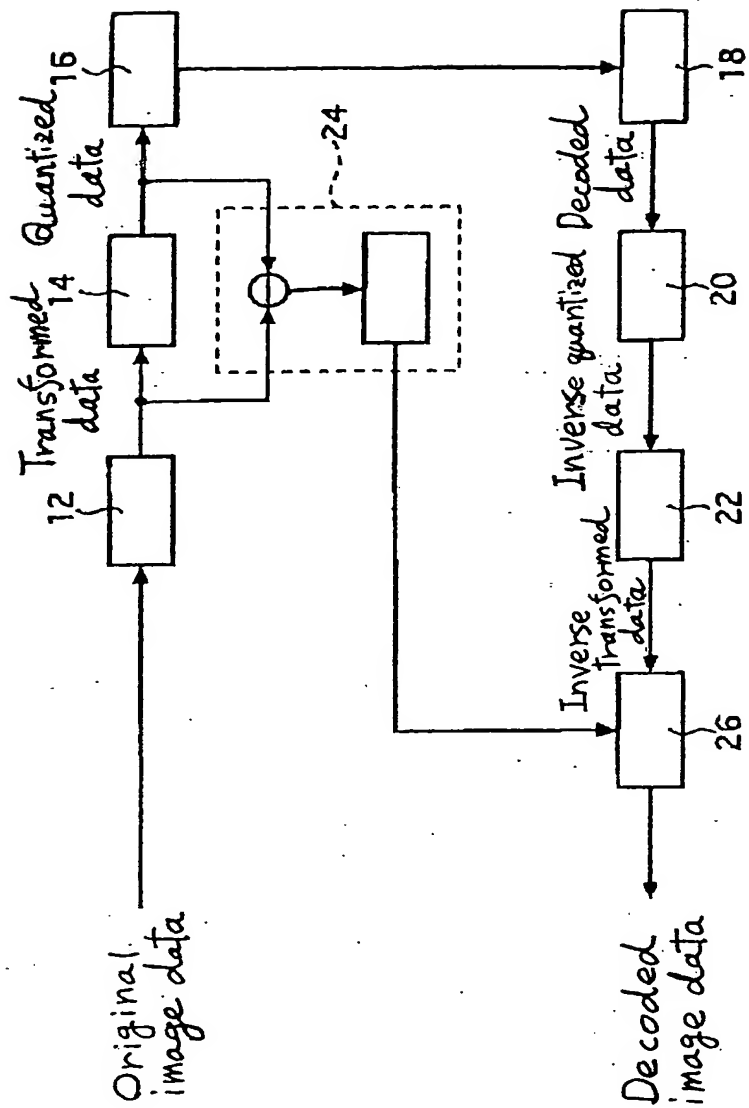 Original
image data
12
Transformed
data
14
Quantized
data
16
24
18
Decoded
data
20
Inverse quantized
data
22
Inverse
transformed
data
26
Decoded
image data